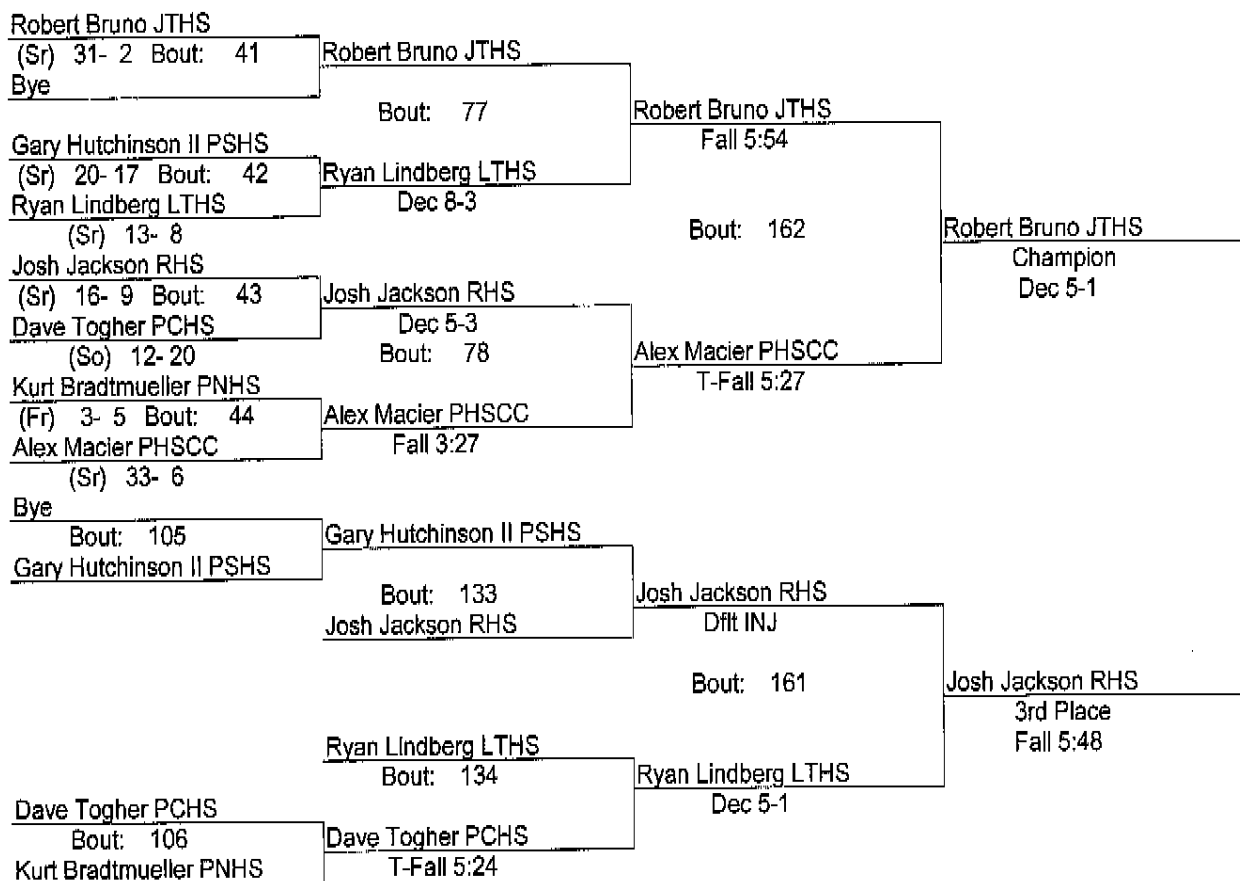 Robert Bruno JTHS
(Sr) 31- 2 Bout: 41
Bye
Robert Bruno JTHS
Bout: 77
Gary Hutchinson II PSHS
(Sr) 20- 17 Bout: 42
Ryan Lindberg LTHS
(Sr) 13- 8
Ryan Lindberg LTHS
Dec 8-3
Robert Bruno JTHS
Fall 5:54
Josh Jackson RHS
(Sr) 16- 9 Bout: 43
Dave Togher PCHS
(So) 12- 20
Josh Jackson RHS
Dec 5-3
Bout: 78
Kurt Bradtmueller PNHS
(Fr) 3- 5 Bout: 44
Alex Macier PHSCC
(Sr) 33- 6
Alex Macier PHSCC
Fall 3:27
Alex Macier PHSCC
T-Fall 5:27
Bout: 162
Robert Bruno JTHS
Champion
Dec 5-1
Bye
Bout: 105
Gary Hutchinson II PSHS
Gary Hutchinson II PSHS
Bout: 133
Josh Jackson RHS
Josh Jackson RHS
Dflt INJ
Bout: 161
Josh Jackson RHS
3rd Place
Fall 5:48
Ryan Lindberg LTHS
Bout: 134
Ryan Lindberg LTHS
Dec 5-1
Dave Togher PCHS
Bout: 106
Kurt Bradtmueller PNHS
Dave Togher PCHS
T-Fall 5:24